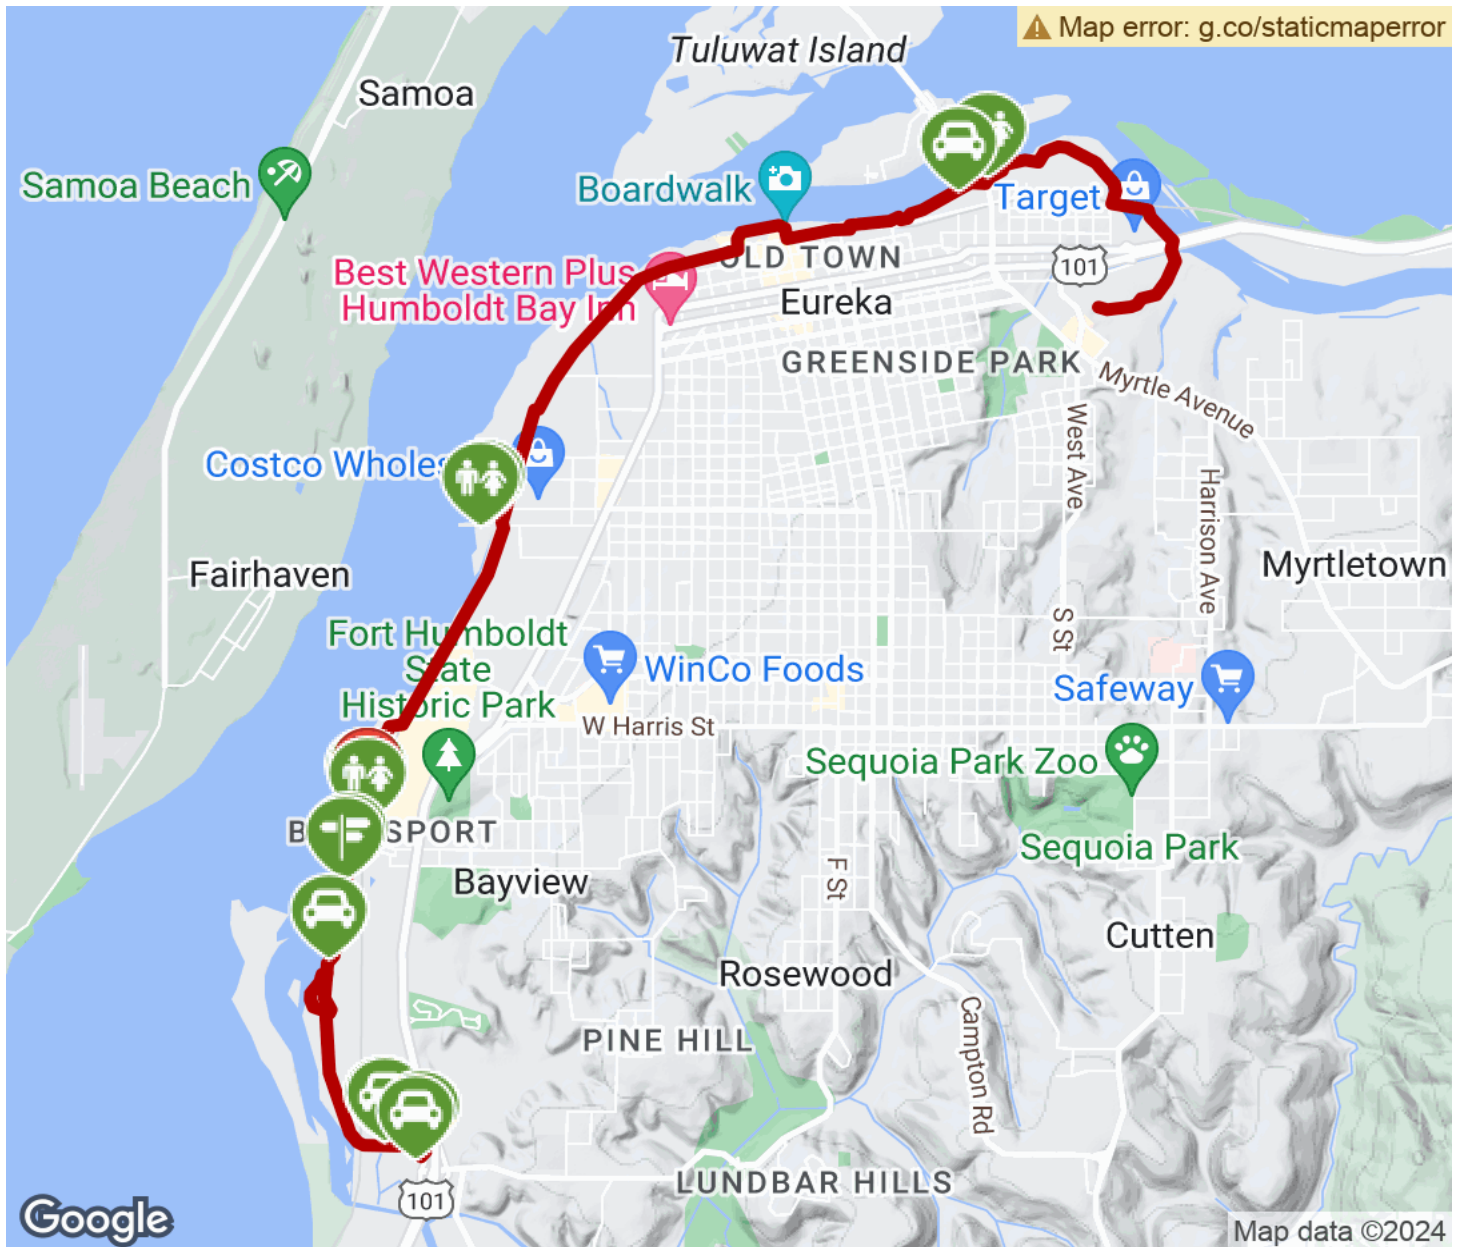 Map error: g.co/staticmaperror
Tuluwat Island
Samoa
Samoa Beach
Boardwalk
Target
OLD TOWN
101
Best Western Plus
Humboldt Bay Inn
Eureka
GREENSIDE PARK
Myrtle Avenue
West Ave
Costco Wholes
Harrison Ave
Myrtletown
Fairhaven
S St
Fort Humboldt
State
Historic Park
WinCo Foods
Safeway
W Harris St
Sequoia Park Zoo
B SPORT
Sequoia Park
F St
Bayview
Cutten
Rosewood
Campton Rd
PINE HILL
LUNDBAR HILLS
101
Google
Map data ©2024